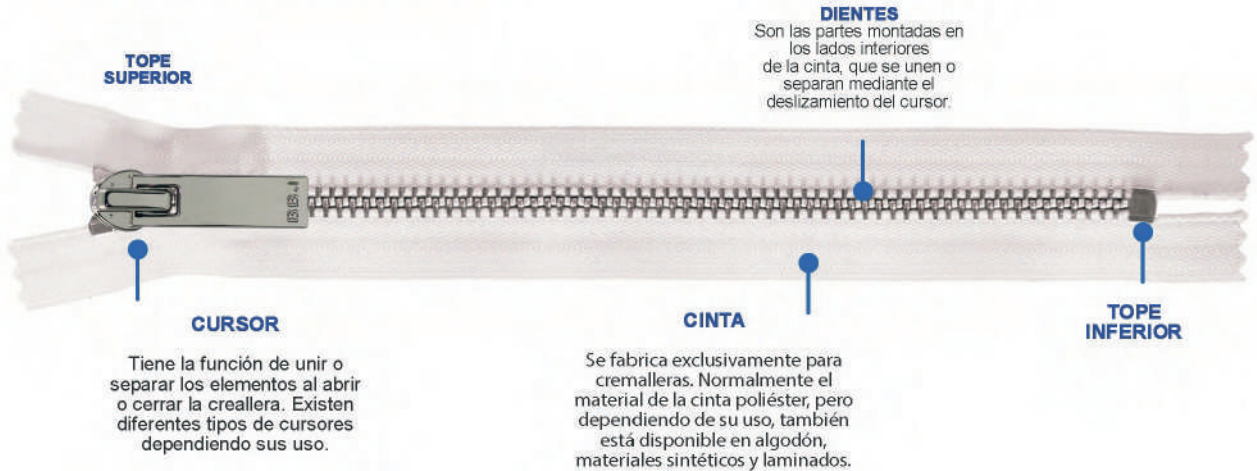 DIENTES
Son las partes montadas en
los lados interiores
de la cinta, que se unen o
separan mediante el
deslizamiento del cursor.
TOPE
SUPERIOR
CURSOR
Tiene la función de unir o
separar los elementos al abrir
o cerrar la creallera. Existen
diferentes tipos de cursores
dependiendo sus uso.
CINTA
Se fabrica exclusivamente para
cremalleras. Normalmente el
material de la cinta poliéster, pero
dependiendo de su uso, también
está disponible en algodón,
materiales sintéticos y laminados.
TOPE
INFERIOR